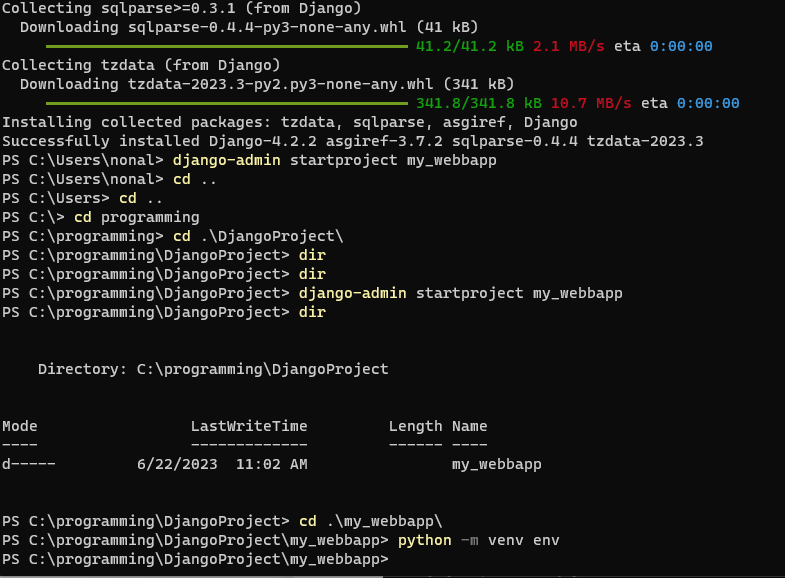 Collecting sqlparse>=0.3.1 (from Django)
Downloading sqlparse-0.4.4-py3-none-any.whl (41 kB)
41.2/41.2 kB 2.1 MB/s eta 0:00:00
Collecting tzdata (from Django)
Downloading tzdata-2023.3-py2.py3-none-any.whl (341 kB)
341.8/341.8 kB 10.7 MB/s eta 0:00:00
Installing collected packages: tzdata, sqlparse, asgiref, Django
Successfully installed Django-4.2.2 asgiref-3.7.2 sqlparse-0.4.4 tzdata-2023.3
PS C:\Users\nonal> django-admin startproject my_webbapp
PS C:\Users\nonal> cd ..
PS C:\Users> cd ..
PS C:\> cd programming
PS C:\programming> cd .\DjangoProject\
PS C:\programming\DjangoProject> dir
PS C:\programming\DjangoProject> dir
PS C:\programming\DjangoProject> django-admin startproject my_webbapp
PS C:\programming\DjangoProject> dir
Directory: C:\programming\DjangoProject
Mode LastWriteTime Length Name
---- ------------- ------ ----
d----- 6/22/2023 11:02 AM my_webbapp
PS C:\programming\DjangoProject> cd .\my_webbapp\
PS C:\programming\DjangoProject\my_webbapp> python -m venv env
PS C:\programming\DjangoProject\my_webbapp>